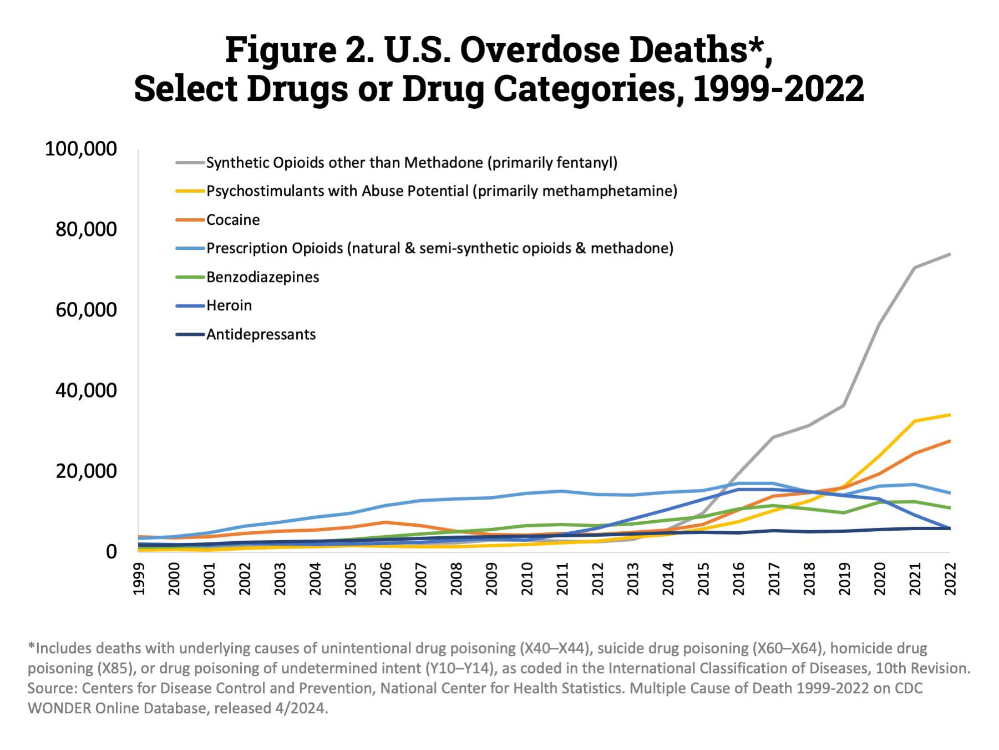 Figure 2. U.S. Overdose Deaths*,
Select Drugs or Drug Categories, 1999-2022
100,000
80,000
60,000
40,000
20,000
0
Synthetic Opioids other than Methadone (primarily fentanyl)
Psychostimulants with Abuse Potential (primarily methamphetamine)
Cocaine
Prescription Opioids (natural & semi-synthetic opioids & methadone)
Benzodiazepines
Heroin
Antidepressants
1999
2000
2001
2002
2003
2004
2005
2006
2007
2008
2009
2010
2011
2012
2013
2014
2015
2016
2017
2018
2019
2020
2021
2022
*Includes deaths with underlying causes of unintentional drug poisoning (X40–X44), suicide drug poisoning (X60–X64), homicide drug
poisoning (X85), or drug poisoning of undetermined intent (Y10–Y14), as coded in the International Classification of Diseases, 10th Revision.
Source: Centers for Disease Control and Prevention, National Center for Health Statistics. Multiple Cause of Death 1999-2022 on CDC
WONDER Online Database, released 4/2024.